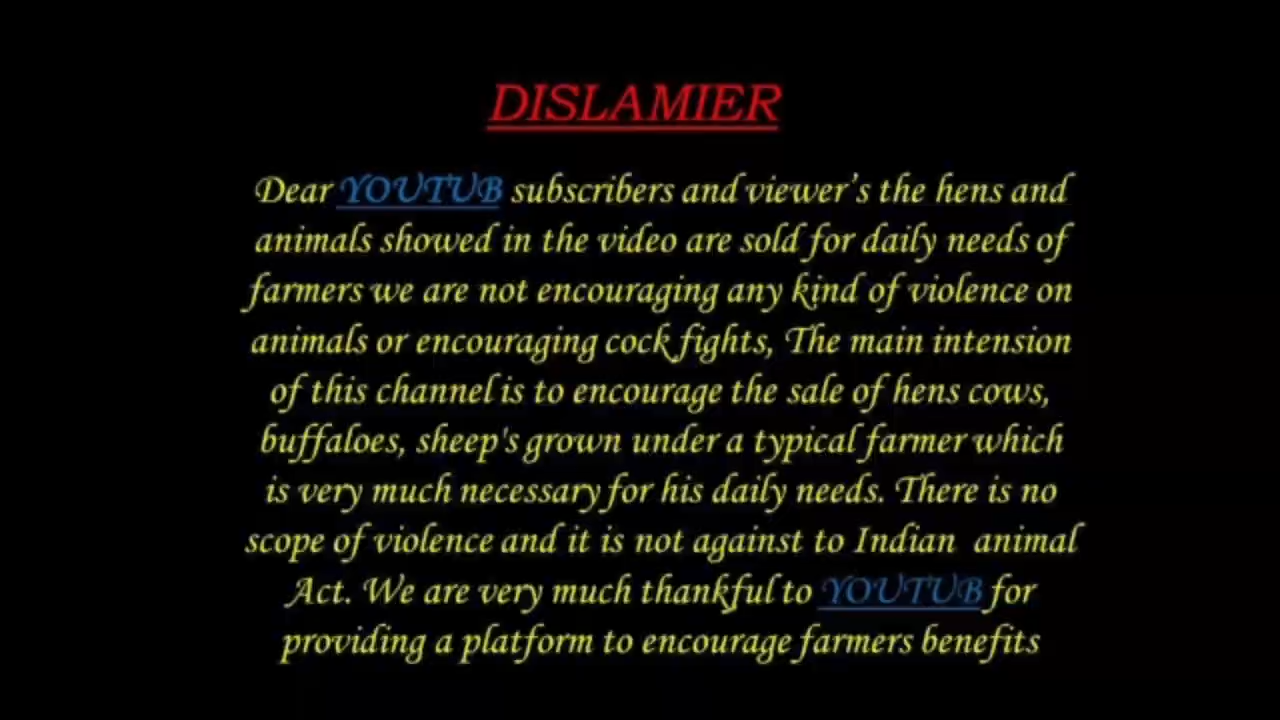 DISLAMIER
Dear YOUTUB subscribers and viewer's the hens and
animals showed in the video are sold for daily needs of
farmers we are not encouraging any kind of violence on
animals or encouraging cock fights, The main intension
of this channel is to encourage the sale of hens cows,
buffaloes, sheep's grown under a typical farmer which
is very much necessary for his daily needs. There is no
scope of violence and it is not against to Indian animal
Act. We are very much thankful to YOUTUB for
providing a platform to encourage farmers benefits